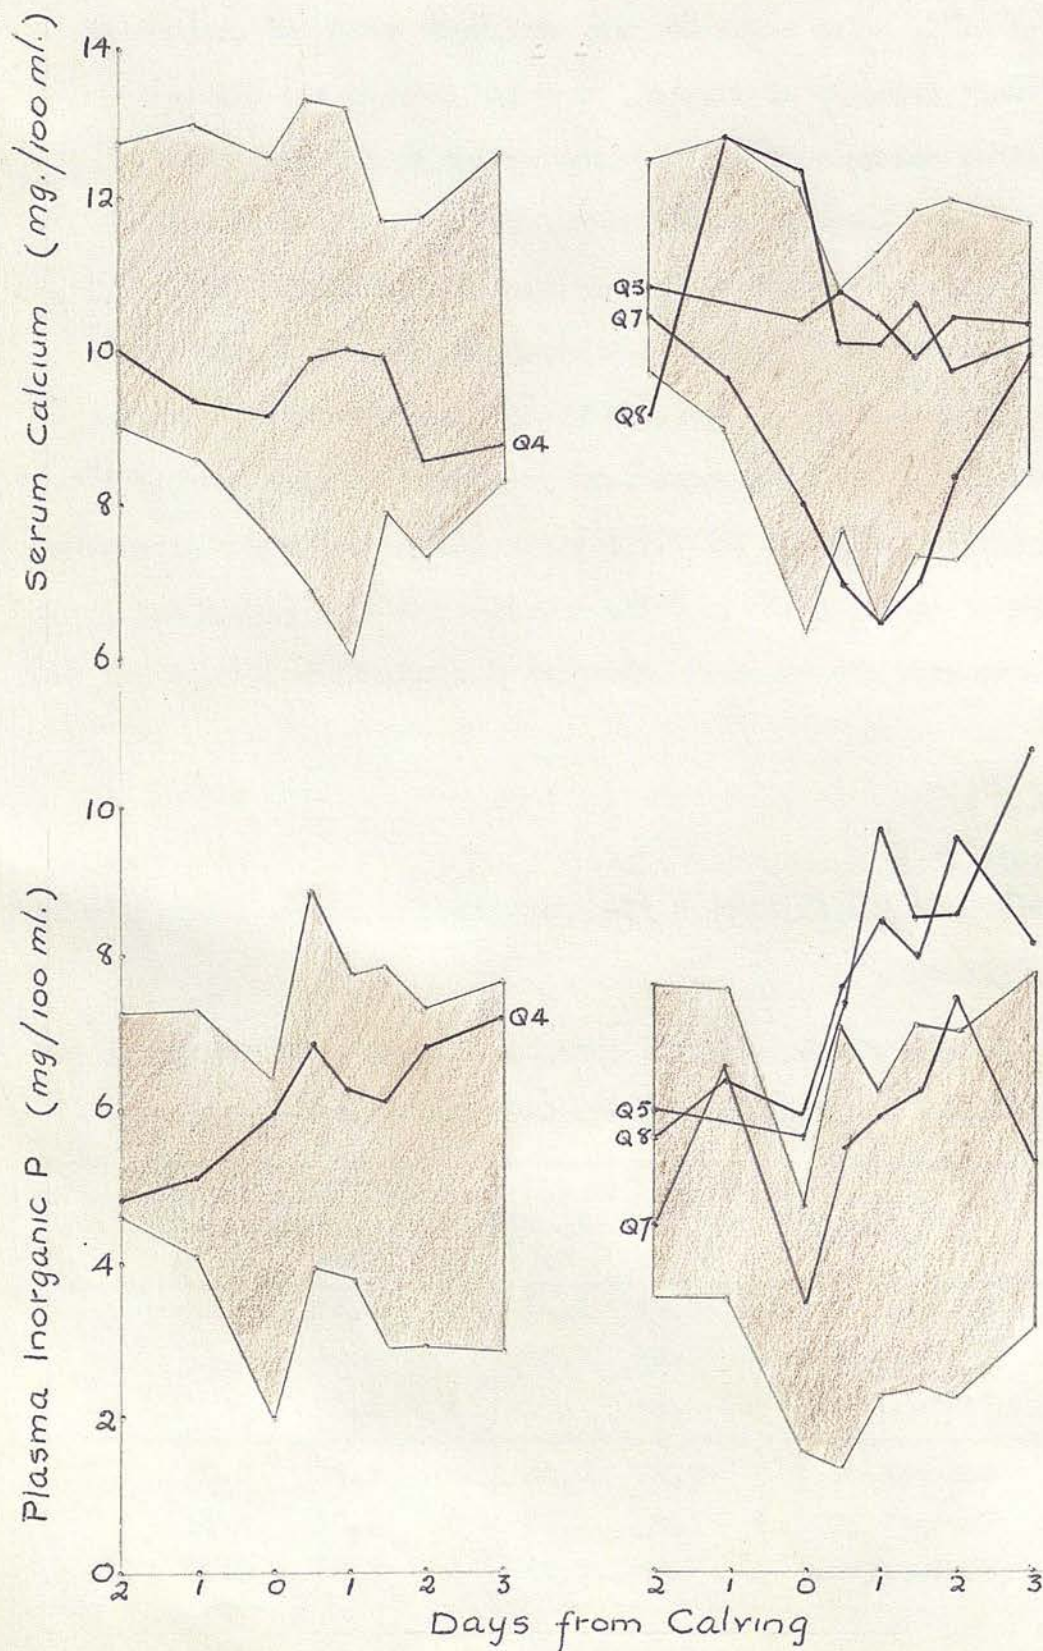 Serum Calcium (mg./100 ml.)
14
12
10
8
6
Q4
Q5
Q7
Q8
Plasma Inorganic P (mg/100 ml.)
10
8
6
4
2
0
Q4
Q5
Q8
Q7
2 1 0 1 2 3
2 1 0 1 2 3
Days from Calving